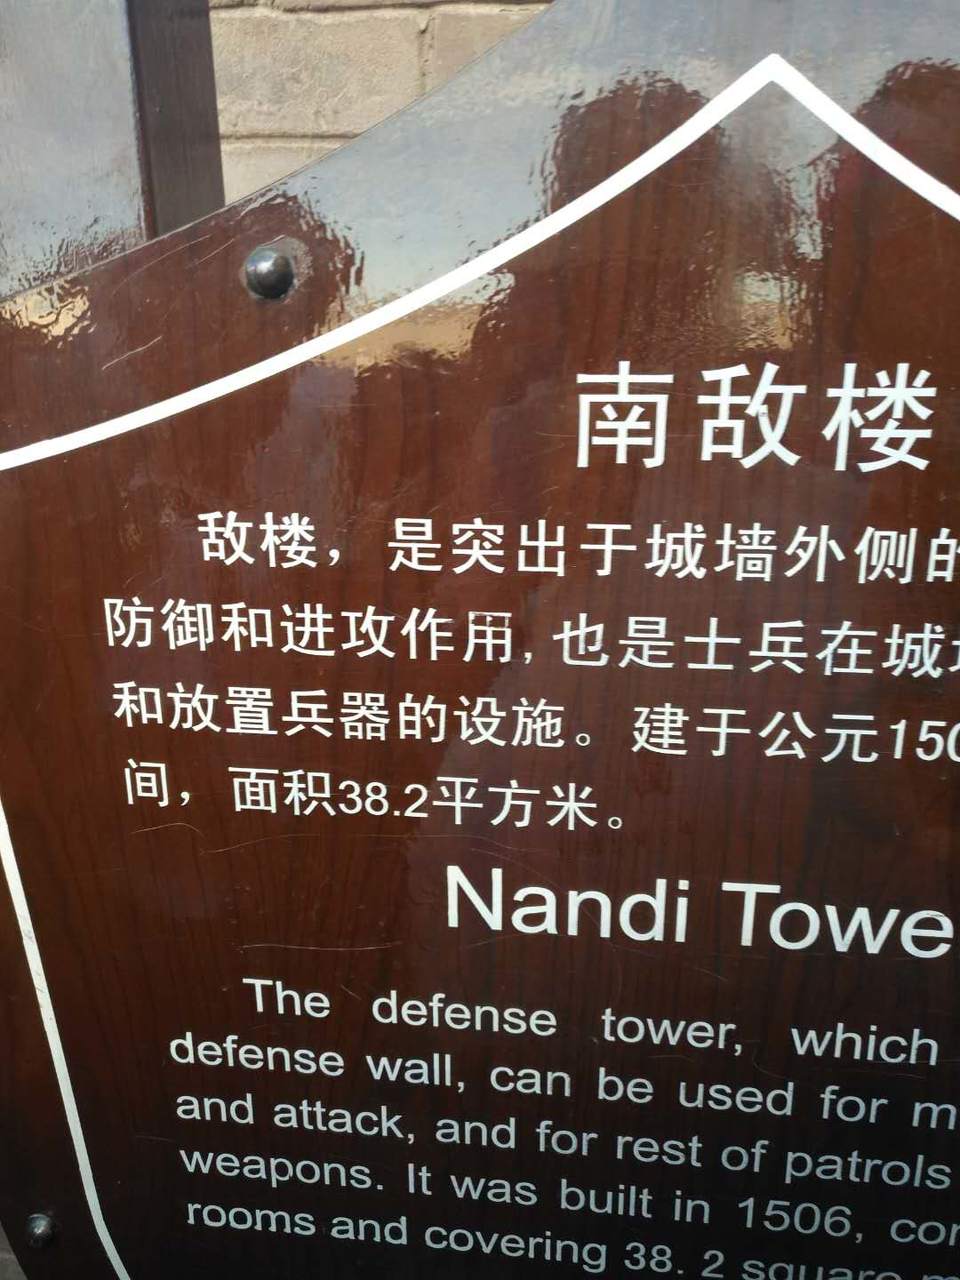 南敌楼
敌楼，是突出于城墙外侧的
防御和进攻作用，也是士兵在城
和放置兵器的设施。建于公元150
间，面积38.2平方米。
Nandi Towe
The defense tower, which
defense wall, can be used for m
and attack, and for rest of patrols
weapons. It was built in 1506, con
rooms and covering 38. 2 square m